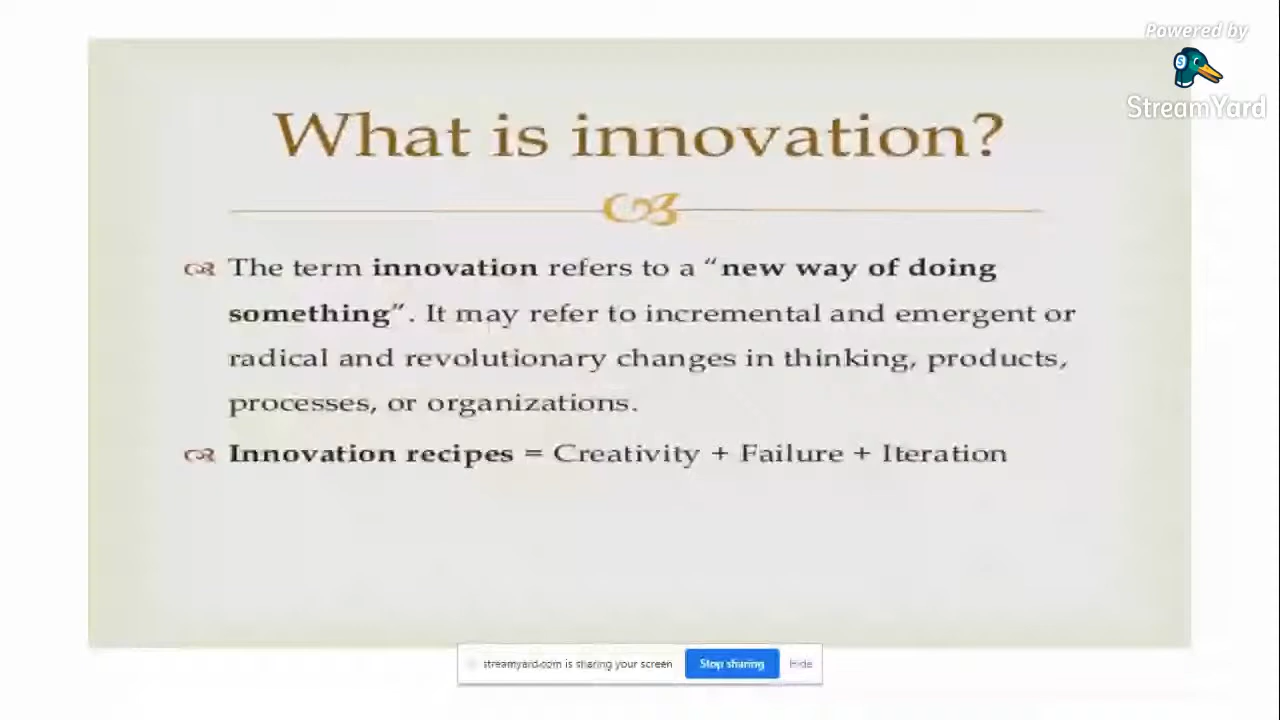 Powered by
StreamYard
What is innovation?
The term innovation refers to a “new way of doing
something”. It may refer to incremental and emergent or
radical and revolutionary changes in thinking, products,
processes, or organizations.
Innovation recipes = Creativity + Failure + Iteration
streamyard.com is sharing your screen Stop sharing Hide